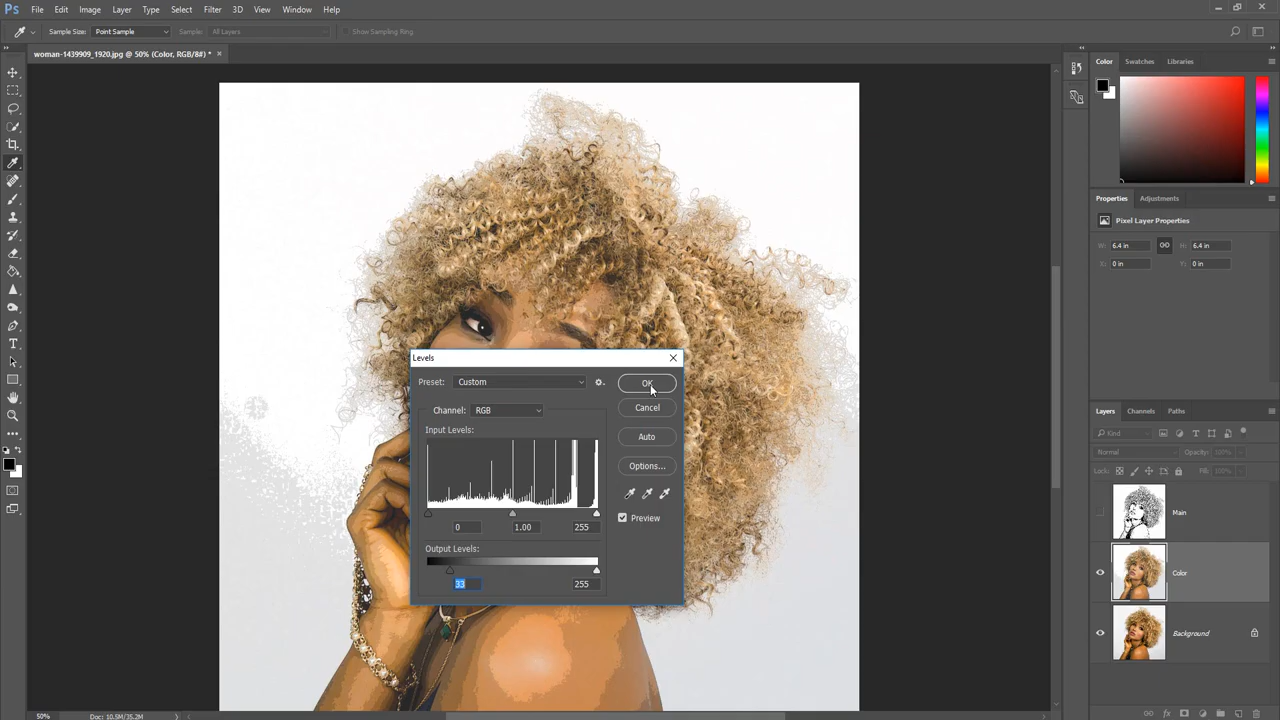 Ps File Edit Image Layer Type Select Filter 3D View Window Help
Sample Size: Point Sample Sample: All Layers Show Sampling Ring
woman-1439909_1920.jpg @ 50% (Color, RGB/8#) * ×
Color Swatches Libraries
Properties Adjustments
Pixel Layer Properties
W: 6.4 in H: 6.4 in
X: 0 in Y: 0 in
Levels
Preset: Custom
OK
Channel: RGB
Cancel
Input Levels:
Auto
Options...
Preview
0 1.00 255
Output Levels:
33 255
Layers Channels Paths
Kind
Normal Opacity: 100%
Lock: Fill: 100%
Main
Color
Background
50% Doc: 10.5M/35.2M